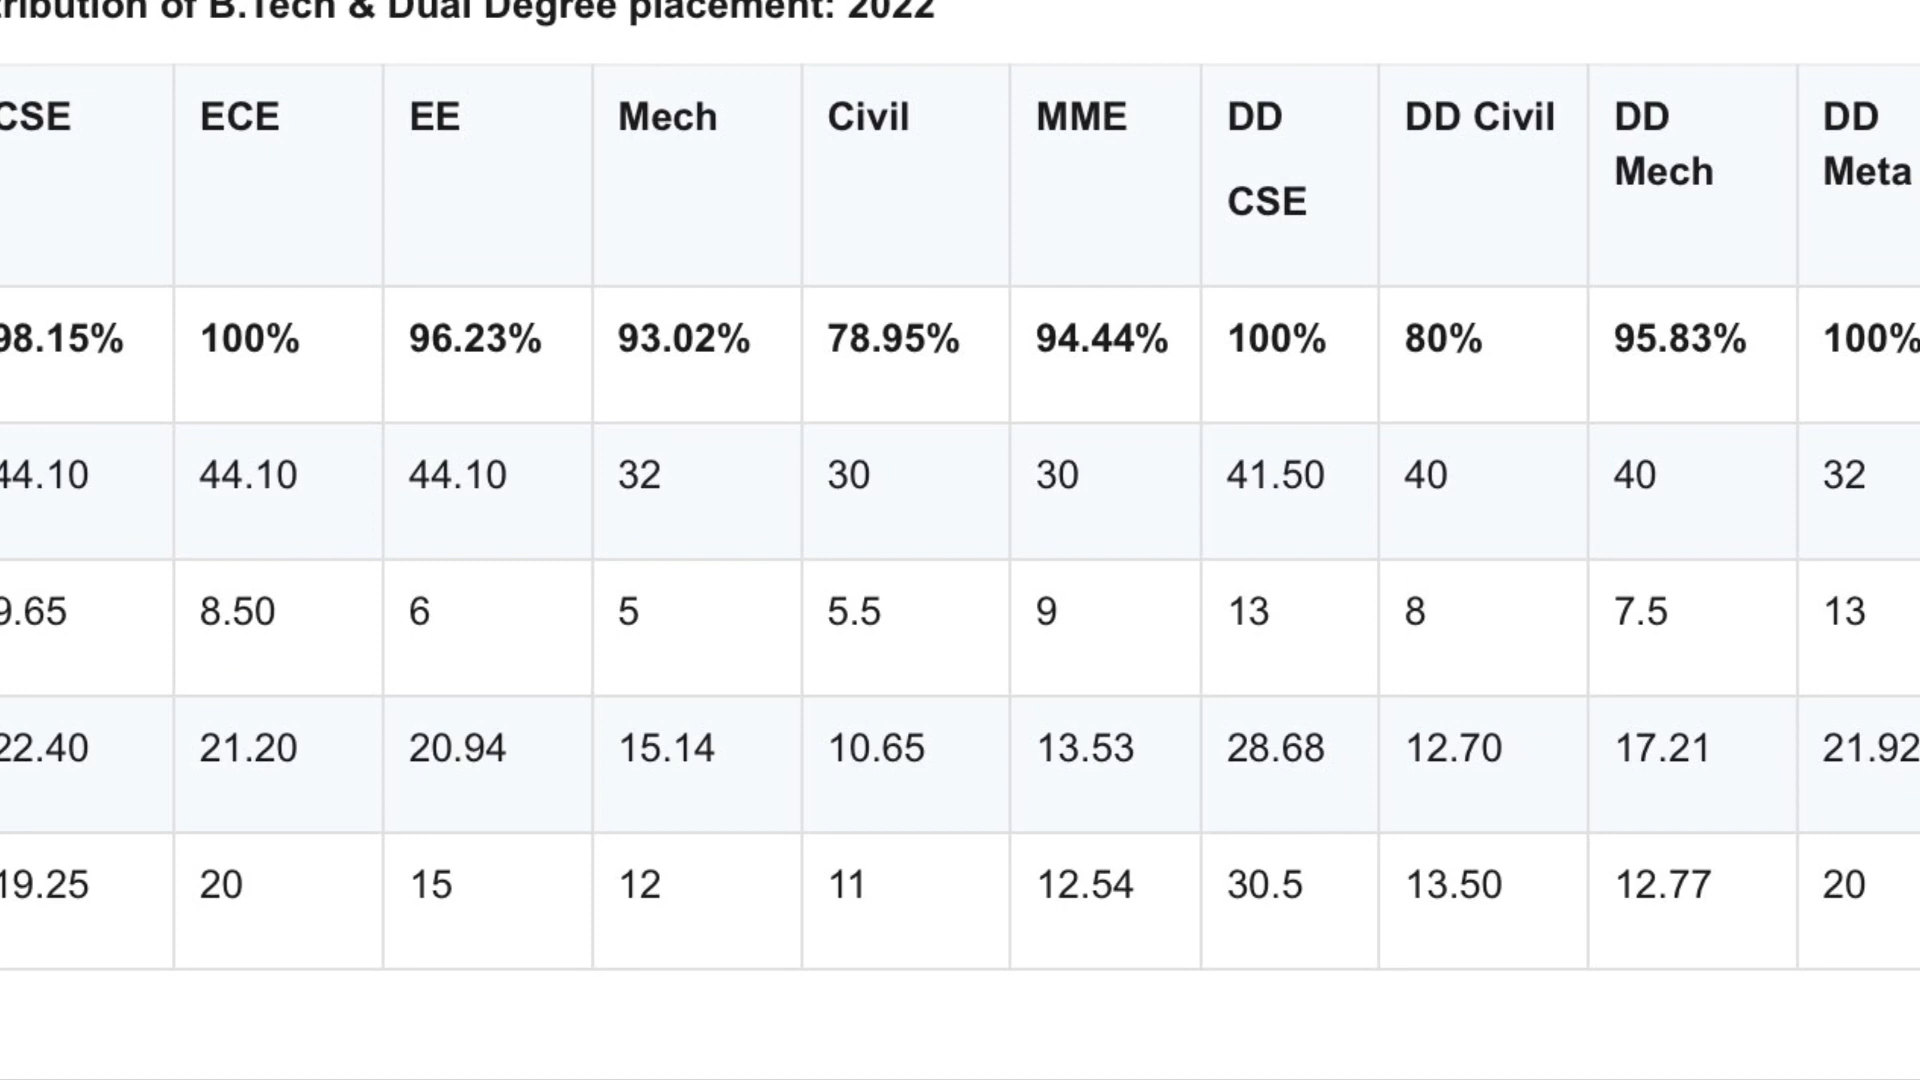 of B.Tech & Dual Degree placement: 2022
CSE ECE EE Mech Civil MME DD CSE DD Civil DD Mech DD Meta
98.15% 100% 96.23% 93.02% 78.95% 94.44% 100% 80% 95.83% 100%
44.10 44.10 44.10 32 30 30 41.50 40 40 32
9.65 8.50 6 5 5.5 9 13 8 7.5 13
22.40 21.20 20.94 15.14 10.65 13.53 28.68 12.70 17.21 21.92
19.25 20 15 12 11 12.54 30.5 13.50 12.77 20